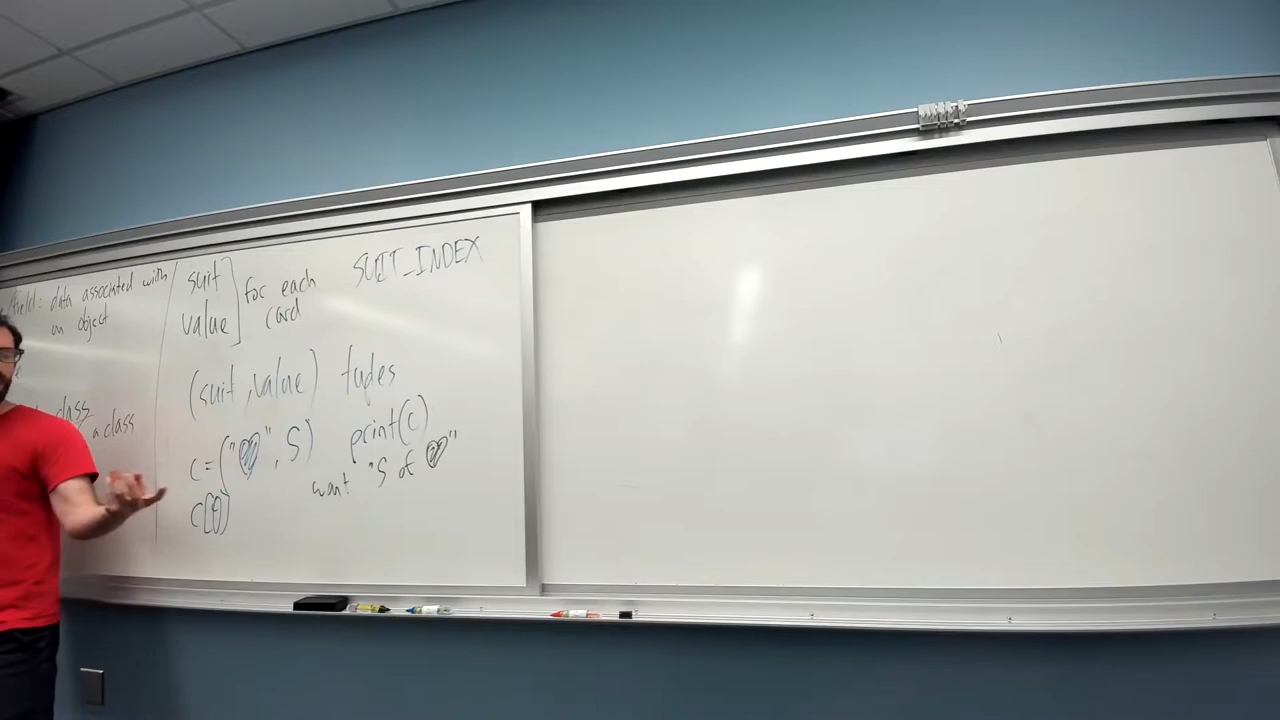 field: data associated with
an object
class
a class
suit
value
for each
card
SUIT_INDEX
(suit, value) tuples
c = ("♥", 5)
print(c)
want "5 of ♥"
c[0]